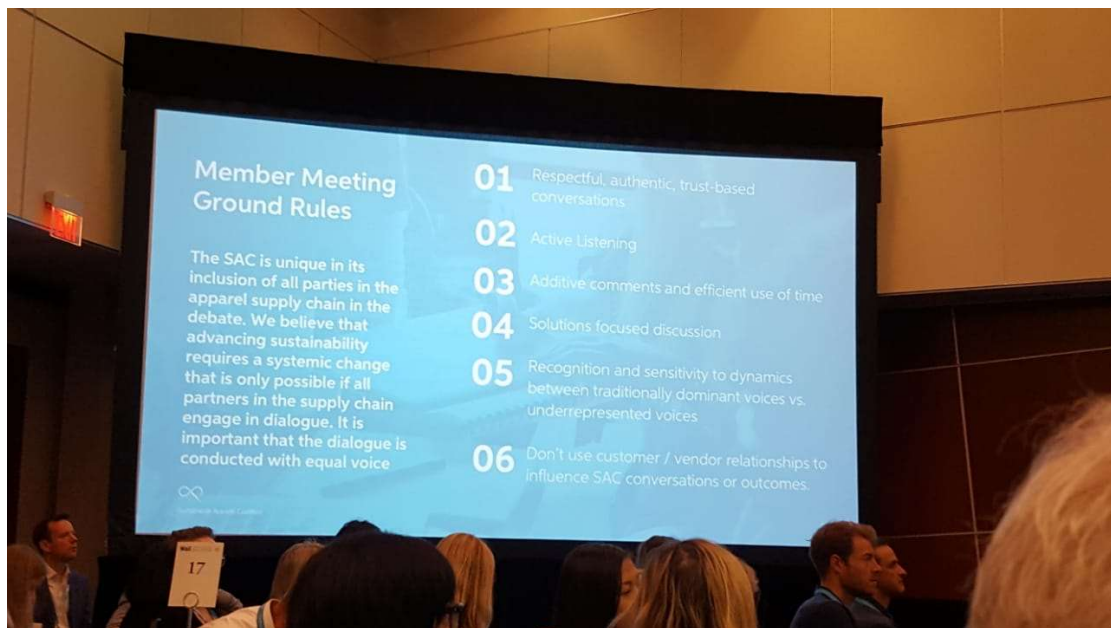 Member Meeting
Ground Rules
The SAC is unique in its
inclusion of all parties in the
apparel supply chain in the
debate. We believe that
advancing sustainability
requires a systemic change
that is only possible if all
partners in the supply chain
engage in dialogue. It is
important that the dialogue is
conducted with equal voice
Sustainable Apparel Coalition
01 Respectful, authentic, trust-based
conversations
02 Active Listening
03 Additive comments and efficient use of time
04 Solutions focused discussion
05 Recognition and sensitivity to dynamics
between traditionally dominant voices vs.
underrepresented voices
06 Don't use customer / vendor relationships to
influence SAC conversations or outcomes.
EXIT
17